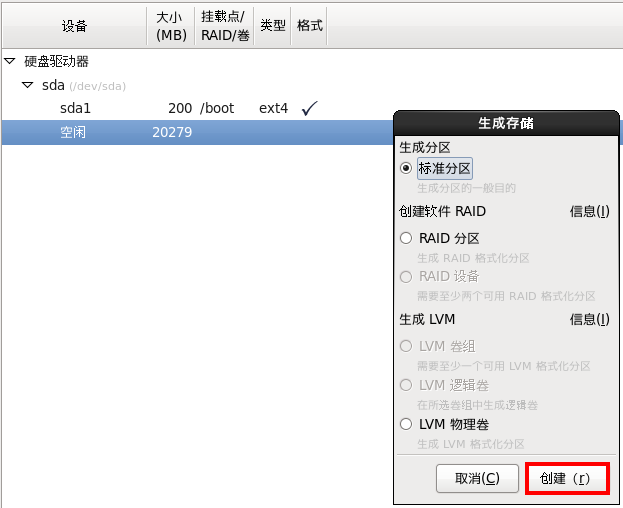 设备 大小(MB) 挂载点/RAID/卷 类型 格式
硬盘驱动器
sda (/dev/sda)
sda1 200 /boot ext4
空闲 20279
生成存储
生成分区
标准分区
生成分区的一般目的
创建软件 RAID 信息(I)
RAID 分区
生成 RAID 格式化分区
RAID 设备
需要至少两个可用 RAID 格式化分区
生成 LVM 信息(I)
LVM 卷组
需要至少一个可用 LVM 格式化分区
LVM 逻辑卷
在所选卷组中生成逻辑卷
LVM 物理卷
生成 LVM 格式化分区
取消(C) 创建（r）